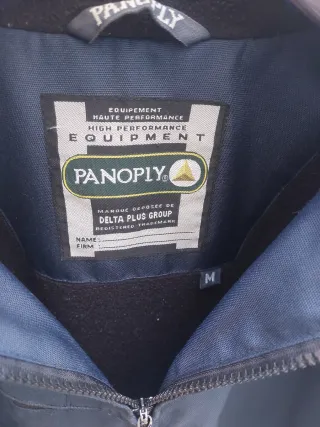 PANOPLY
EQUIPEMENT
HAUTE PERFORMANCE
HIGH PERFORMANCE
EQUIPMENT
PANOPLY®
MARQUE DEPOSEE DE
DELTA PLUS GROUP
REGISTERED TRADEMARK
NAME:
FIRM:
M